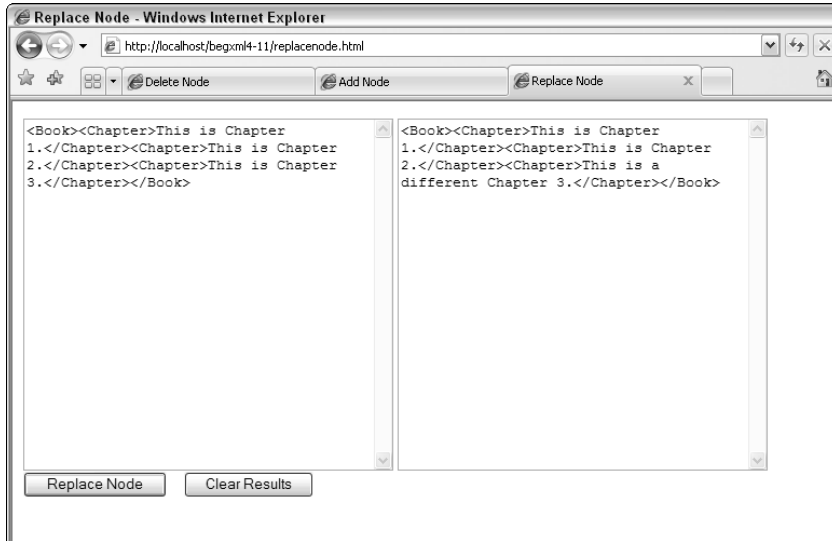 Replace Node - Windows Internet Explorer
http://localhost/begxml4-11/replacenode.html
Delete Node
Add Node
Replace Node
<Book><Chapter>This is Chapter
1.</Chapter><Chapter>This is Chapter
2.</Chapter><Chapter>This is Chapter
3.</Chapter></Book>
<Book><Chapter>This is Chapter
1.</Chapter><Chapter>This is Chapter
2.</Chapter><Chapter>This is a
different Chapter 3.</Chapter></Book>
Replace Node
Clear Results